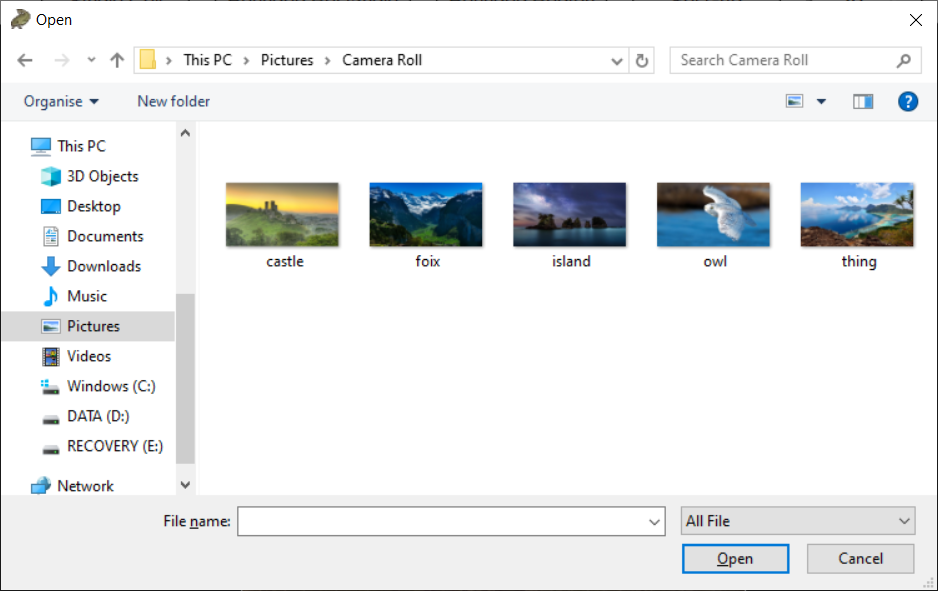 Open
This PC Pictures Camera Roll
Search Camera Roll
Organise New folder
This PC
3D Objects
Desktop
Documents
Downloads
Music
Pictures
Videos
Windows (C:)
DATA (D:)
RECOVERY (E:)
Network
castle foix island owl thing
File name: All File
Open Cancel